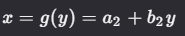 x = g(y) = a₂ + b₂y